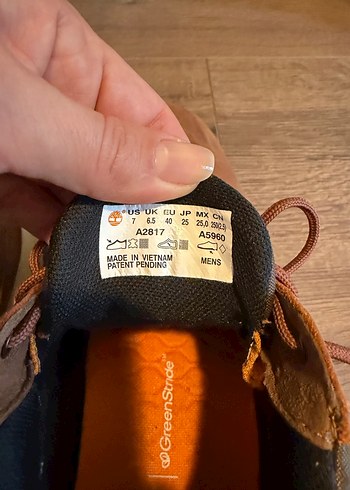 US UK EU JP MX CN
7 6.5 40 25 25,0 250(2.5)
A2817 A5960
MADE IN VIETNAM
PATENT PENDING MENS
GreenStride™